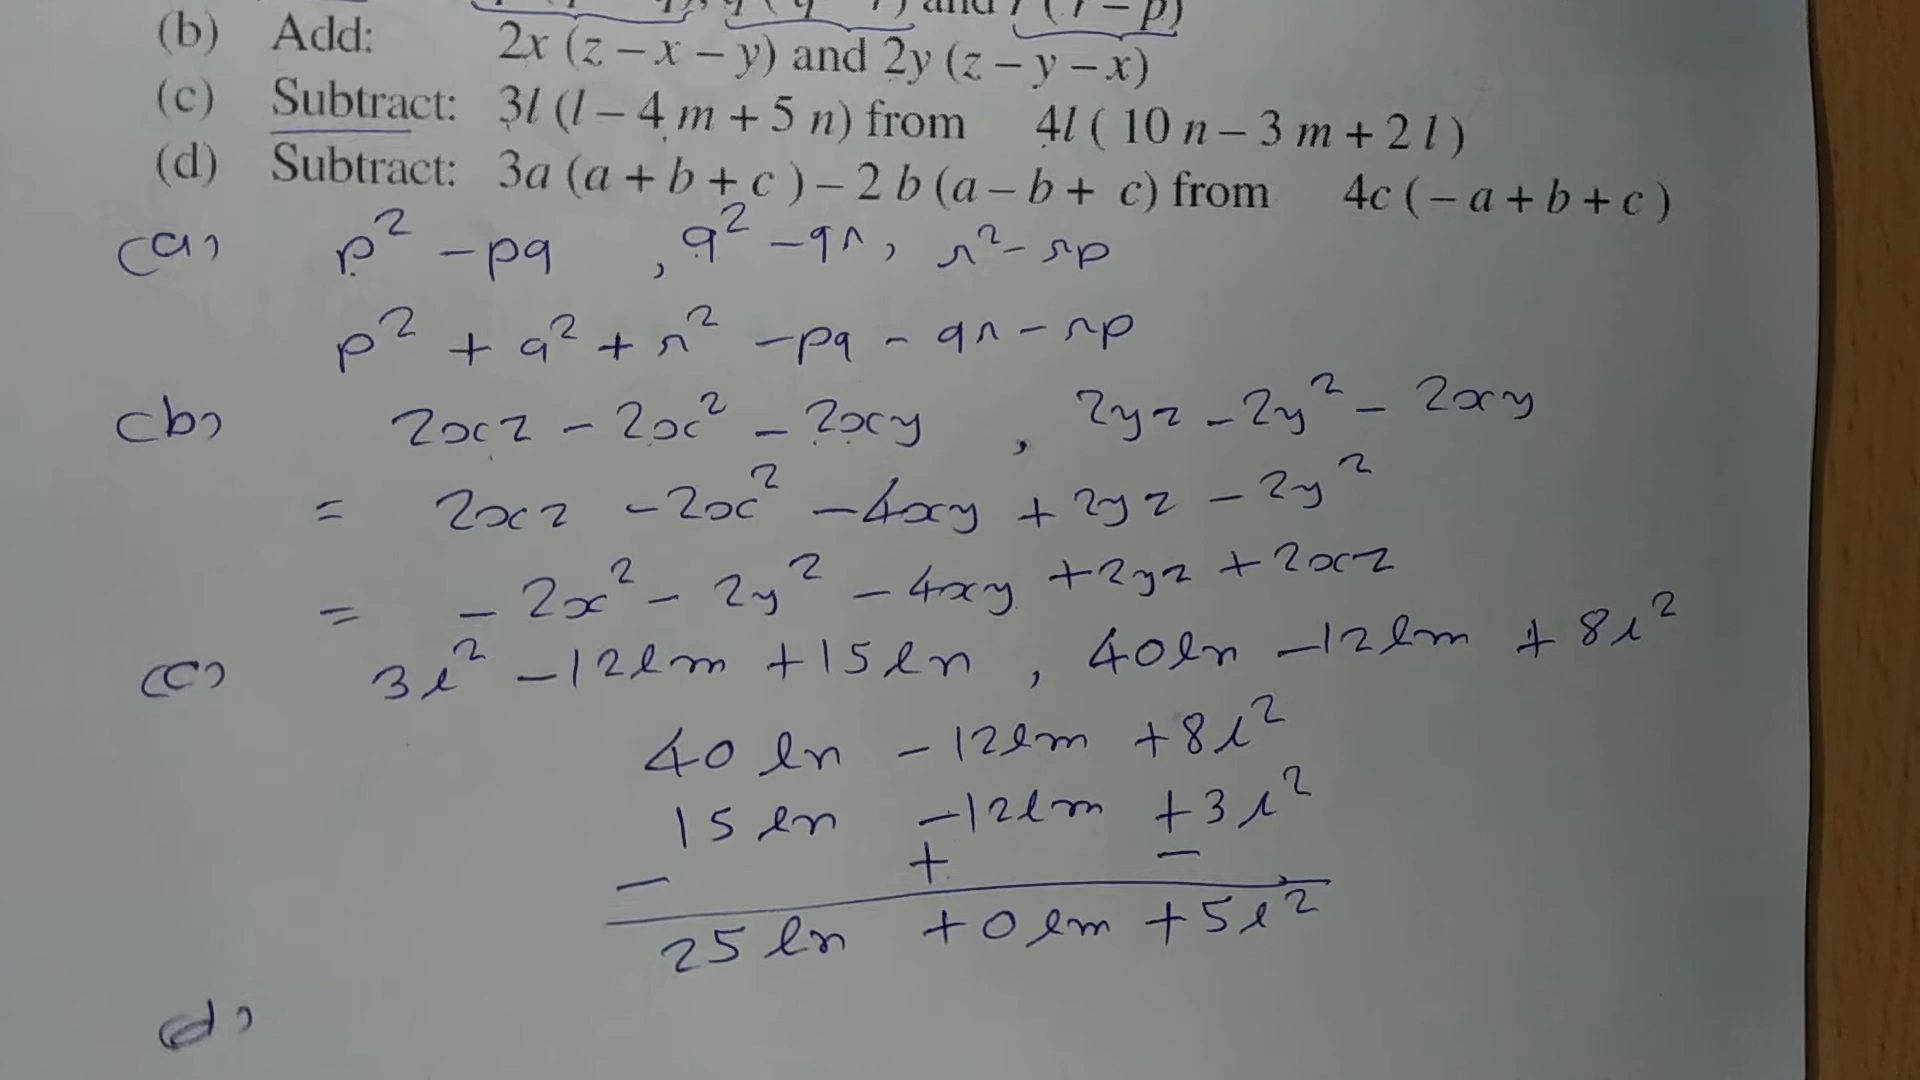 and r (r – p)
(b) Add: 2x (z – x – y) and 2y (z – y – x)
(c) Subtract: 3l (l – 4 m + 5 n) from 4l ( 10 n – 3 m + 2 l )
(d) Subtract: 3a (a + b + c ) – 2 b (a – b + c) from 4c ( – a + b + c )
(a) p² - pq , q² - qr, r² - rp
p² + q² + r² - pq - qr - rp
(b) 2xz - 2x² - 2xy , 2yz - 2y² - 2xy
= 2xz - 2x² - 4xy + 2yz - 2y²
= - 2x² - 2y² - 4xy + 2yz + 2xz
(c) 3l² - 12lm + 15ln , 40ln - 12lm + 8l²
40 ln - 12lm + 8l²
15 ln - 12lm + 3l²
- + -
25 ln + 0 lm + 5l²
d)